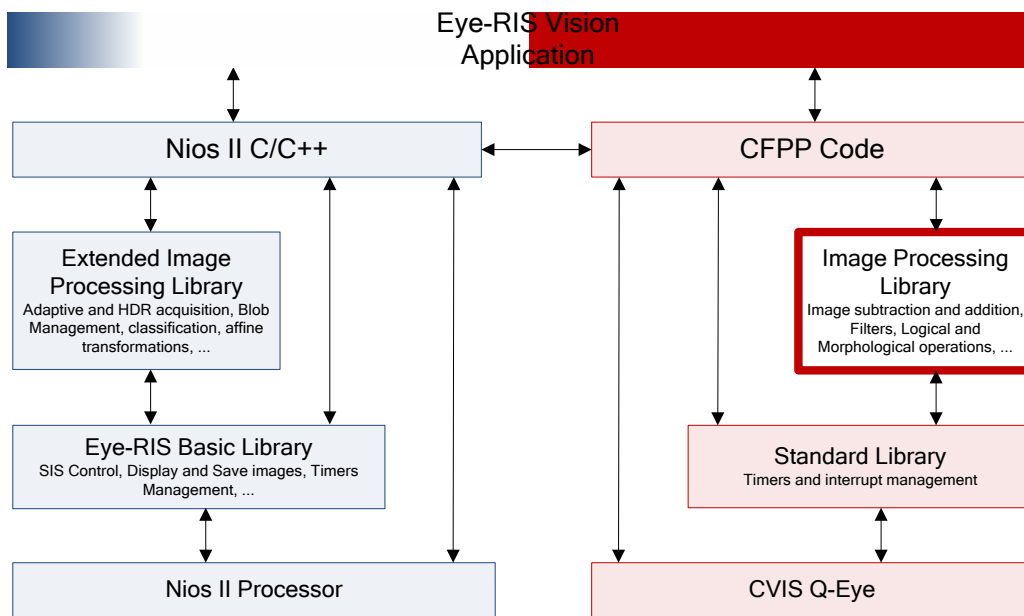 Eye-RIS Vision
Application
Nios II C/C++
CFPP Code
Extended Image
Processing Library
Adaptive and HDR acquisition, Blob
Management, classification, affine
transformations, ...
Image Processing
Library
Image subtraction and addition,
Filters, Logical and
Morphological operations, ...
Eye-RIS Basic Library
SIS Control, Display and Save images, Timers
Management, ...
Standard Library
Timers and interrupt management
Nios II Processor
CVIS Q-Eye